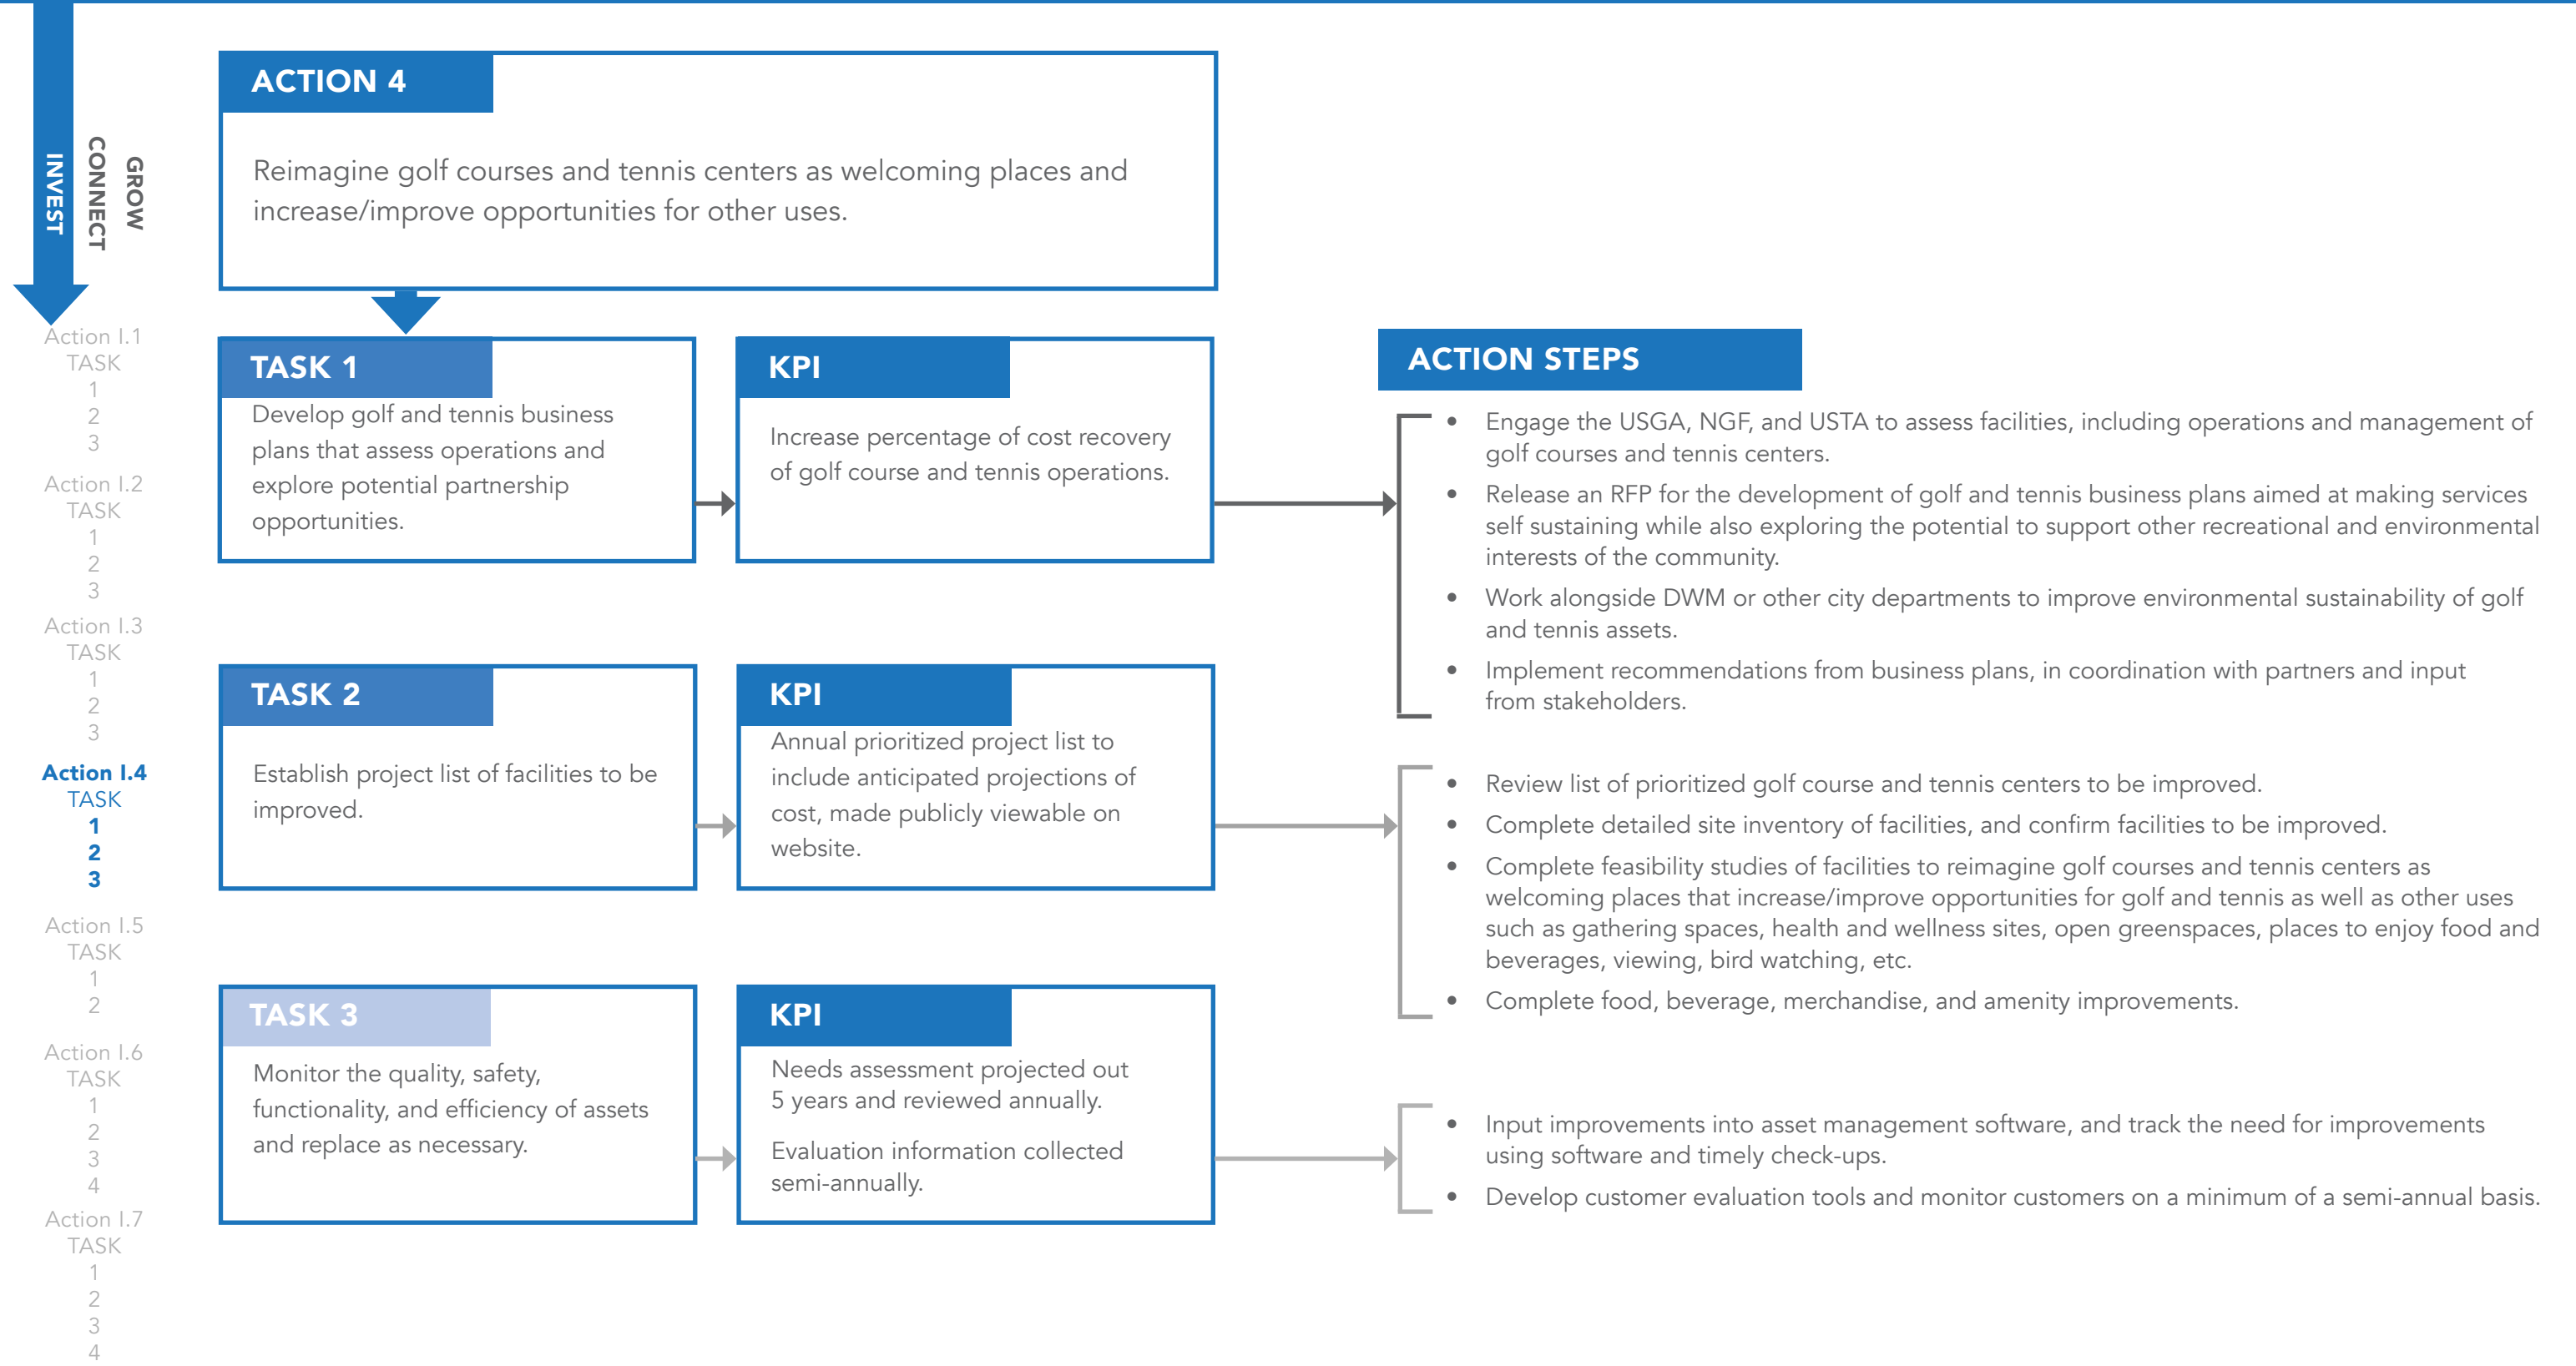 GROW
CONNECT
INVEST
Action I.1
TASK
1
2
3
Action I.2
TASK
1
2
3
Action I.3
TASK
1
2
3
Action I.4
TASK
1
2
3
Action I.5
TASK
1
2
Action I.6
TASK
1
2
3
4
Action I.7
TASK
1
2
3
4
ACTION 4
Reimagine golf courses and tennis centers as welcoming places and
increase/improve opportunities for other uses.
TASK 1
Develop golf and tennis business
plans that assess operations and
explore potential partnership
opportunities.
KPI
Increase percentage of cost recovery
of golf course and tennis operations.
ACTION STEPS
• Engage the USGA, NGF, and USTA to assess facilities, including operations and management of
golf courses and tennis centers.
• Release an RFP for the development of golf and tennis business plans aimed at making services
self sustaining while also exploring the potential to support other recreational and environmental
interests of the community.
• Work alongside DWM or other city departments to improve environmental sustainability of golf
and tennis assets.
• Implement recommendations from business plans, in coordination with partners and input
from stakeholders.
TASK 2
Establish project list of facilities to be
improved.
KPI
Annual prioritized project list to
include anticipated projections of
cost, made publicly viewable on
website.
• Review list of prioritized golf course and tennis centers to be improved.
• Complete detailed site inventory of facilities, and confirm facilities to be improved.
• Complete feasibility studies of facilities to reimagine golf courses and tennis centers as
welcoming places that increase/improve opportunities for golf and tennis as well as other uses
such as gathering spaces, health and wellness sites, open greenspaces, places to enjoy food and
beverages, viewing, bird watching, etc.
• Complete food, beverage, merchandise, and amenity improvements.
TASK 3
Monitor the quality, safety,
functionality, and efficiency of assets
and replace as necessary.
KPI
Needs assessment projected out
5 years and reviewed annually.
Evaluation information collected
semi-annually.
• Input improvements into asset management software, and track the need for improvements
using software and timely check-ups.
• Develop customer evaluation tools and monitor customers on a minimum of a semi-annual basis.